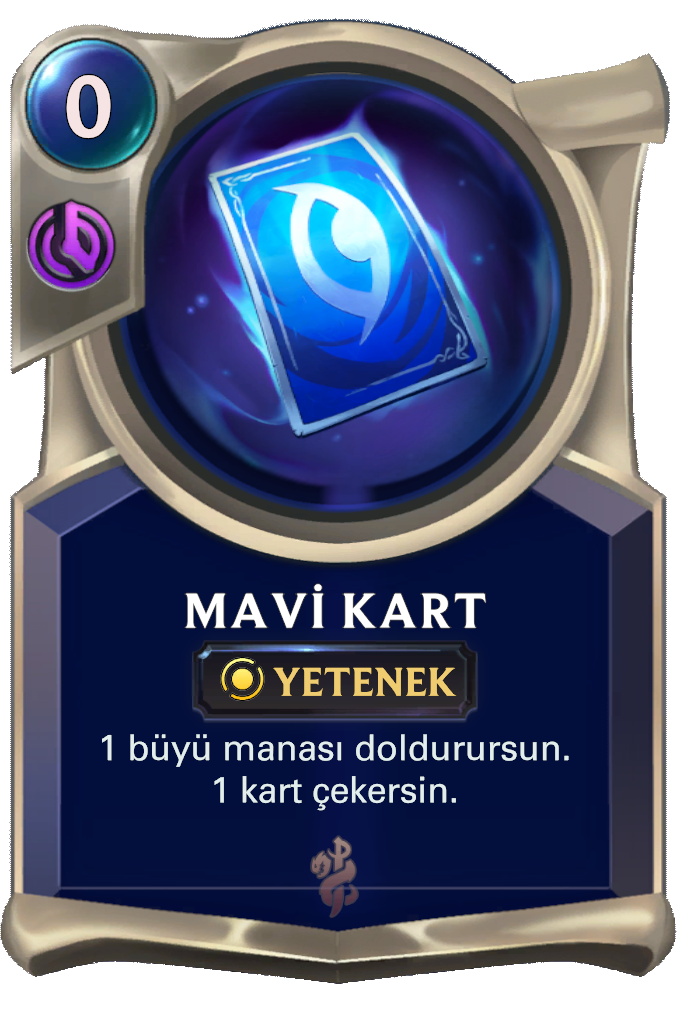 0
MAVİ KART
YETENEK
1 büyü manası doldurursun.
1 kart çekersin.